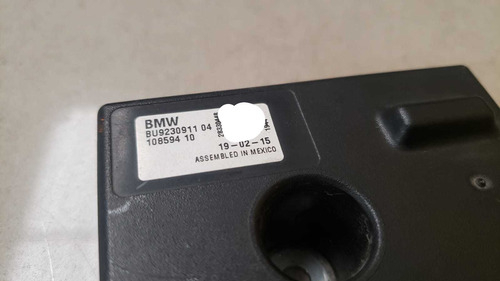 BMW
BU9230911 04
108594 10
19-02-15
ASSEMBLED IN MEXICO